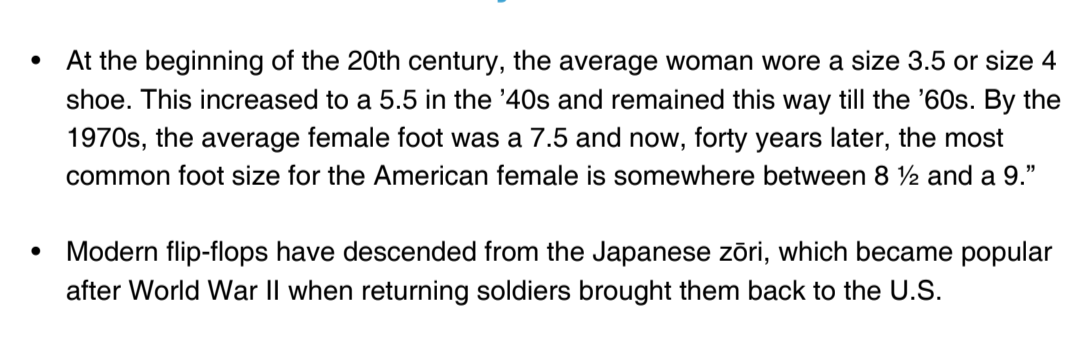 • At the beginning of the 20th century, the average woman wore a size 3.5 or size 4
shoe. This increased to a 5.5 in the ’40s and remained this way till the ’60s. By the
1970s, the average female foot was a 7.5 and now, forty years later, the most
common foot size for the American female is somewhere between 8 ½ and a 9.”
• Modern flip-flops have descended from the Japanese zōri, which became popular
after World War II when returning soldiers brought them back to the U.S.